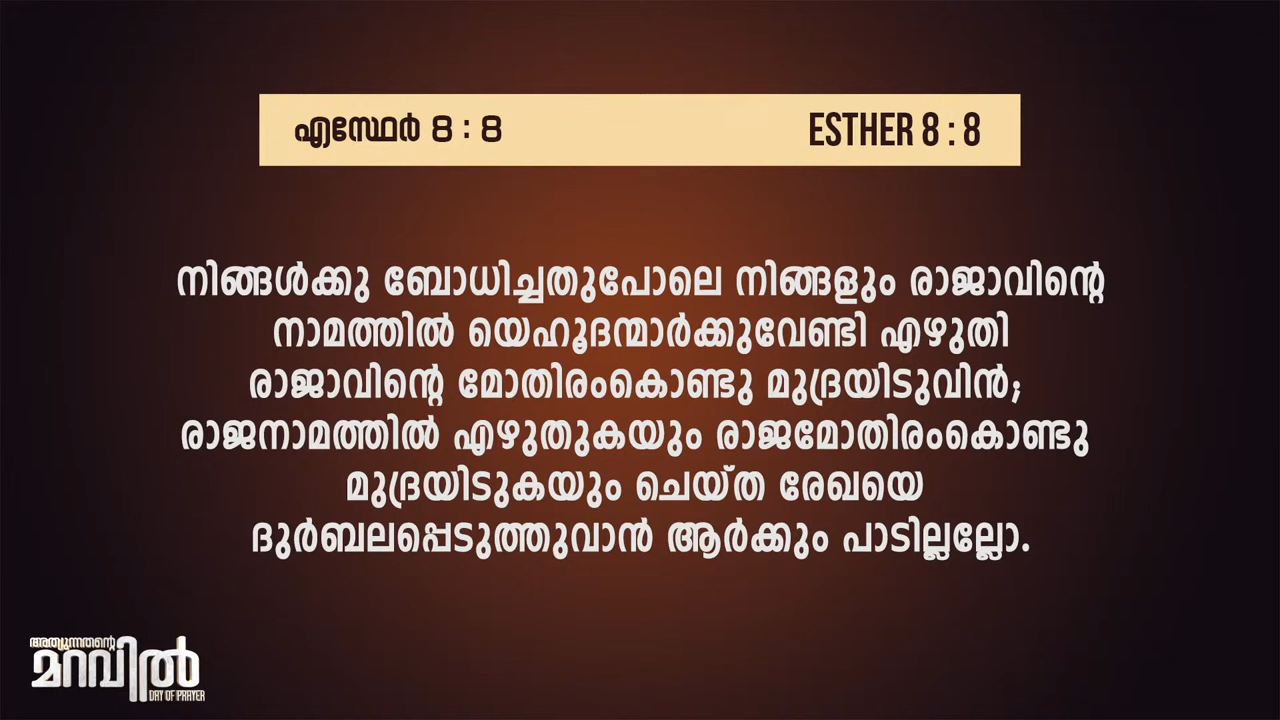 എസ്ഥേർ 8 : 8
ESTHER 8 : 8
നിങ്ങൾക്കു ബോധിച്ചതുപോലെ നിങ്ങളും രാജാവിന്റെ
നാമത്തിൽ യെഹൂദന്മാർക്കുവേണ്ടി എഴുതി
രാജാവിന്റെ മോതിരംകൊണ്ടു മുദ്രയിടുവിൻ;
രാജനാമത്തിൽ എഴുതുകയും രാജമോതിരംകൊണ്ടു
മുദ്രയിടുകയും ചെയ്ത രേഖയെ
ദുർബലപ്പെടുത്തുവാൻ ആർക്കും പാടില്ലല്ലോ.
അത്യുന്നതന്റെ
മറവിൽ
DAY OF PRAYER